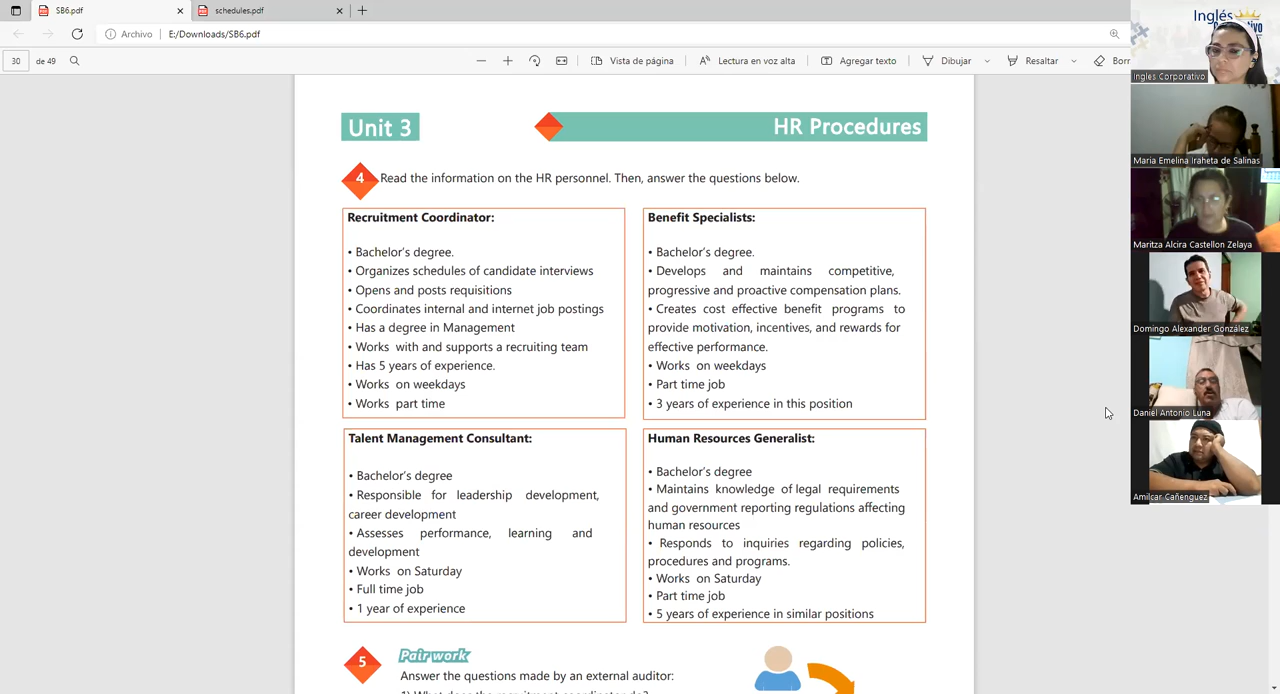 SB6.pdf
schedules.pdf
Archivo
E:/Downloads/SB6.pdf
30
de 49
Vista de página
Lectura en voz alta
Agregar texto
Dibujar
Resaltar
Borr
Unit 3
HR Procedures
4
Read the information on the HR personnel. Then, answer the questions below.
Recruitment Coordinator:
• Bachelor's degree.
• Organizes schedules of candidate interviews
• Opens and posts requisitions
• Coordinates internal and internet job postings
• Has a degree in Management
• Works with and supports a recruiting team
• Has 5 years of experience.
• Works on weekdays
• Works part time
Benefit Specialists:
• Bachelor's degree.
• Develops and maintains competitive,
progressive and proactive compensation plans.
• Creates cost effective benefit programs to
provide motivation, incentives, and rewards for
effective performance.
• Works on weekdays
• Part time job
• 3 years of experience in this position
Talent Management Consultant:
• Bachelor's degree
• Responsible for leadership development,
career development
• Assesses performance, learning and
development
• Works on Saturday
• Full time job
• 1 year of experience
Human Resources Generalist:
• Bachelor's degree
• Maintains knowledge of legal requirements
and government reporting regulations affecting
human resources
• Responds to inquiries regarding policies,
procedures and programs.
• Works on Saturday
• Part time job
• 5 years of experience in similar positions
5
Pair work
Answer the questions made by an external auditor:
1) What does the recruitment coordinator do?
Inglés
Ingles Corporativo
Maria Emelina Iraheta de Salinas
Maritza Alcira Castellon Zelaya
Domingo Alexander González
Daniel Antonio Luna
Amilcar Cañenguez